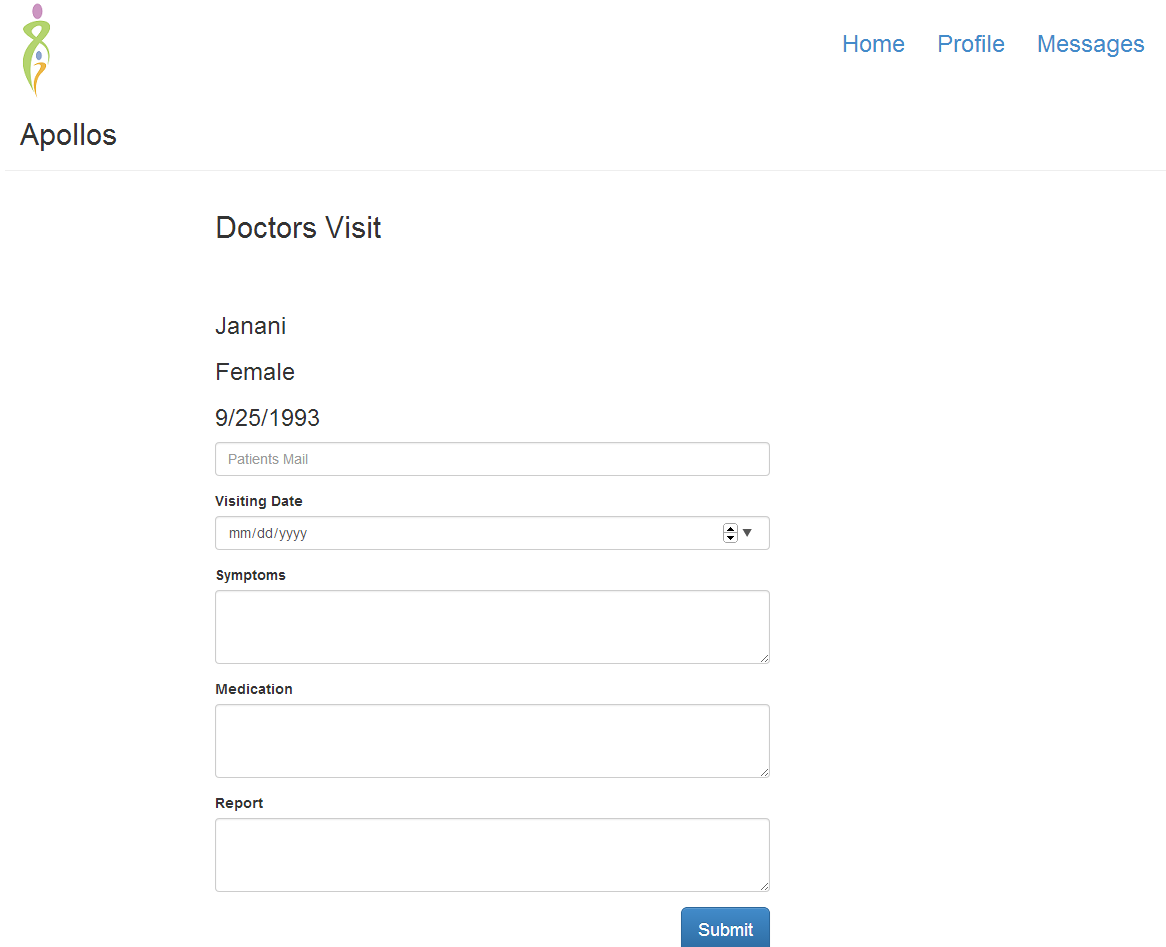 Home Profile Messages
Apollos
Doctors Visit
Janani
Female
9/25/1993
Patients Mail
Visiting Date
mm/dd/yyyy
Symptoms
Medication
Report
Submit